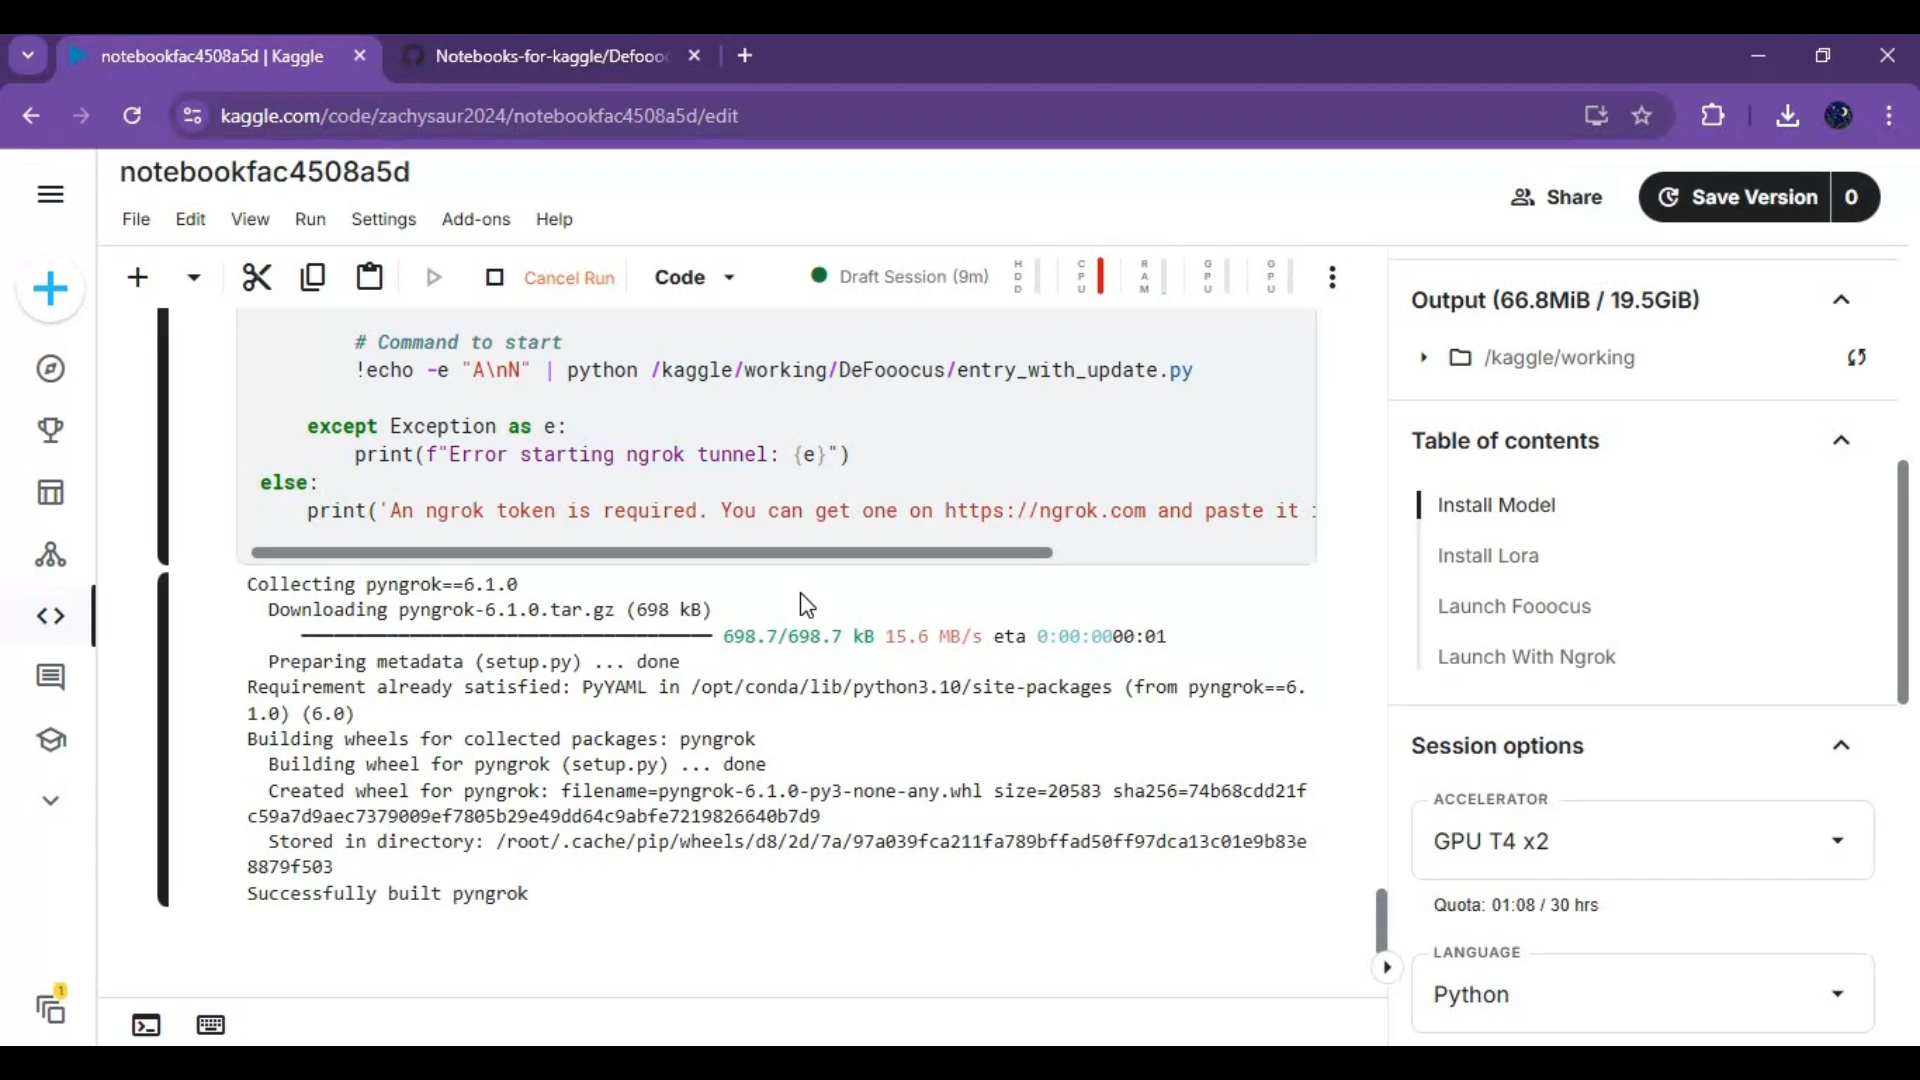 notebookfac4508a5d | Kaggle
Notebooks-for-kaggle/Defooo
kaggle.com/code/zachysaur2024/notebookfac4508a5d/edit
notebookfac4508a5d
File Edit View Run Settings Add-ons Help
Share
Save Version 0
Cancel Run
Code
Draft Session (9m)
HDD
CPU
RAM
GPU
GPU
# Command to start
!echo -e "A\nN" | python /kaggle/working/DeFooocus/entry_with_update.py
except Exception as e:
print(f"Error starting ngrok tunnel: {e}")
else:
print('An ngrok token is required. You can get one on https://ngrok.com and paste it
Collecting pyngrok==6.1.0
Downloading pyngrok-6.1.0.tar.gz (698 kB)
698.7/698.7 kB 15.6 MB/s eta 0:00:0000:01
Preparing metadata (setup.py) ... done
Requirement already satisfied: PyYAML in /opt/conda/lib/python3.10/site-packages (from pyngrok==6.
1.0) (6.0)
Building wheels for collected packages: pyngrok
Building wheel for pyngrok (setup.py) ... done
Created wheel for pyngrok: filename=pyngrok-6.1.0-py3-none-any.whl size=20583 sha256=74b68cdd21f
c59a7d9aec7379009ef7805b29e49dd64c9abfe7219826640b7d9
Stored in directory: /root/.cache/pip/wheels/d8/2d/7a/97a039fca211fa789bffad50ff97dca13c01e9b83e
8879f503
Successfully built pyngrok
Output (66.8MiB / 19.5GiB)
/kaggle/working
Table of contents
Install Model
Install Lora
Launch Fooocus
Launch With Ngrok
Session options
ACCELERATOR
GPU T4 x2
Quota: 01:08 / 30 hrs
LANGUAGE
Python
1